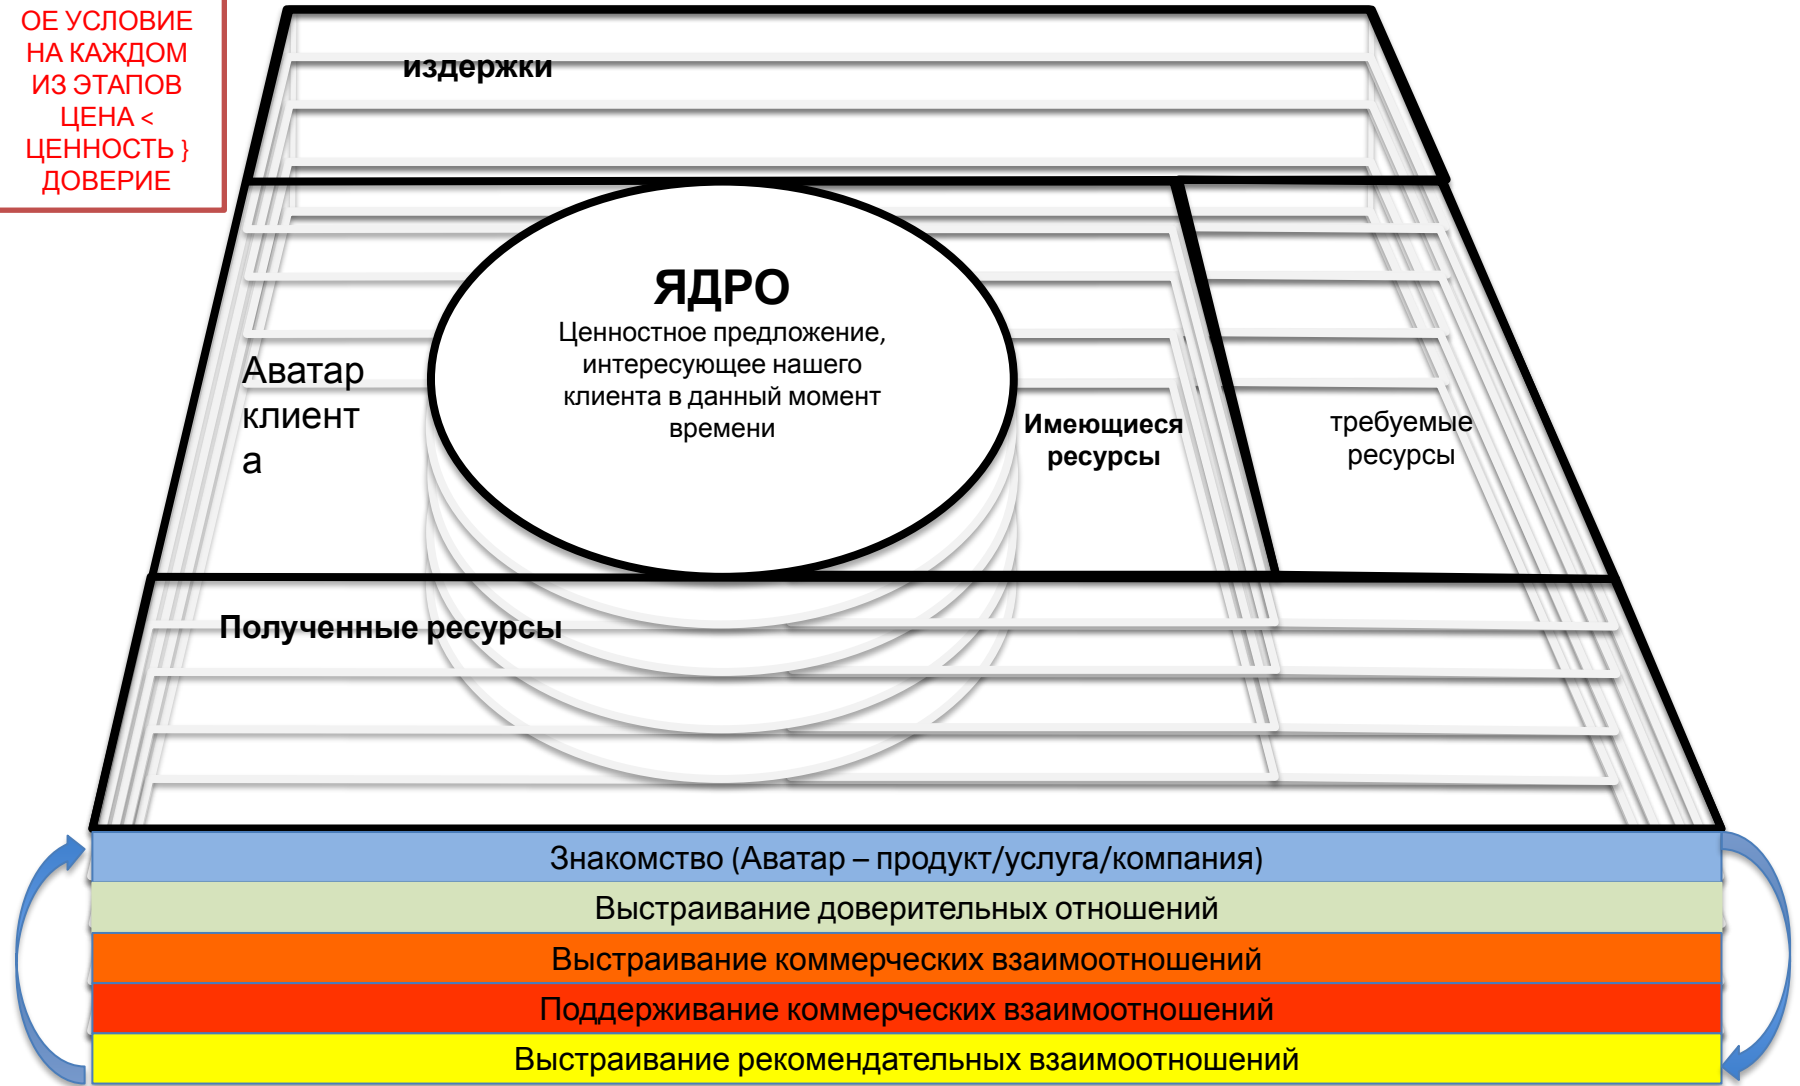 ОЕ УСЛОВИЕ
НА КАЖДОМ
ИЗ ЭТАПОВ
ЦЕНА <
ЦЕННОСТЬ }
ДОВЕРИЕ
издержки
ЯДРО
Ценностное предложение,
интересующее нашего
клиента в данный момент
времени
Аватар
клиент
а
Имеющиеся
ресурсы
требуемые
ресурсы
Полученные ресурсы
Знакомство (Аватар – продукт/услуга/компания)
Выстраивание доверительных отношений
Выстраивание коммерческих взаимоотношений
Поддерживание коммерческих взаимоотношений
Выстраивание рекомендательных взаимоотношений